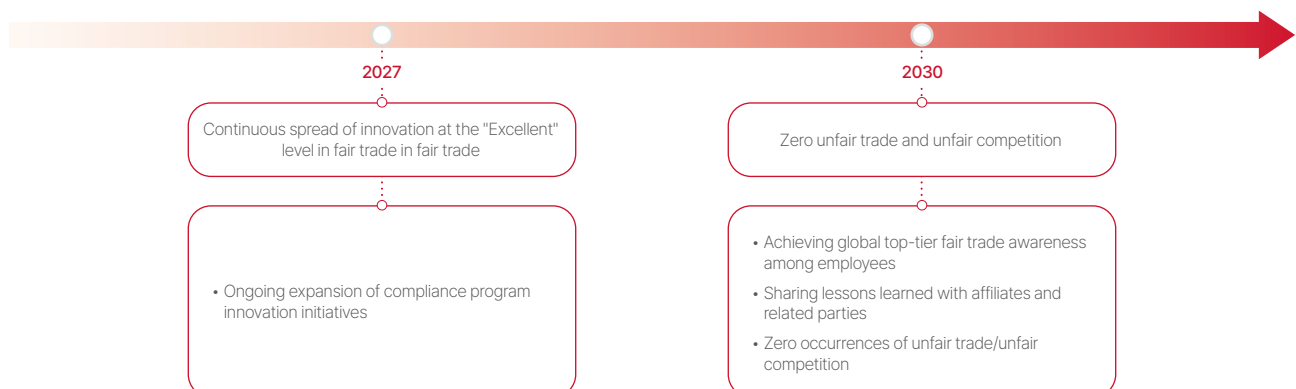 2027
Continuous spread of innovation at the "Excellent"
level in fair trade in fair trade
• Ongoing expansion of compliance program
innovation initiatives
2030
Zero unfair trade and unfair competition
• Achieving global top-tier fair trade awareness
among employees
• Sharing lessons learned with affiliates and
related parties
• Zero occurrences of unfair trade/unfair
competition